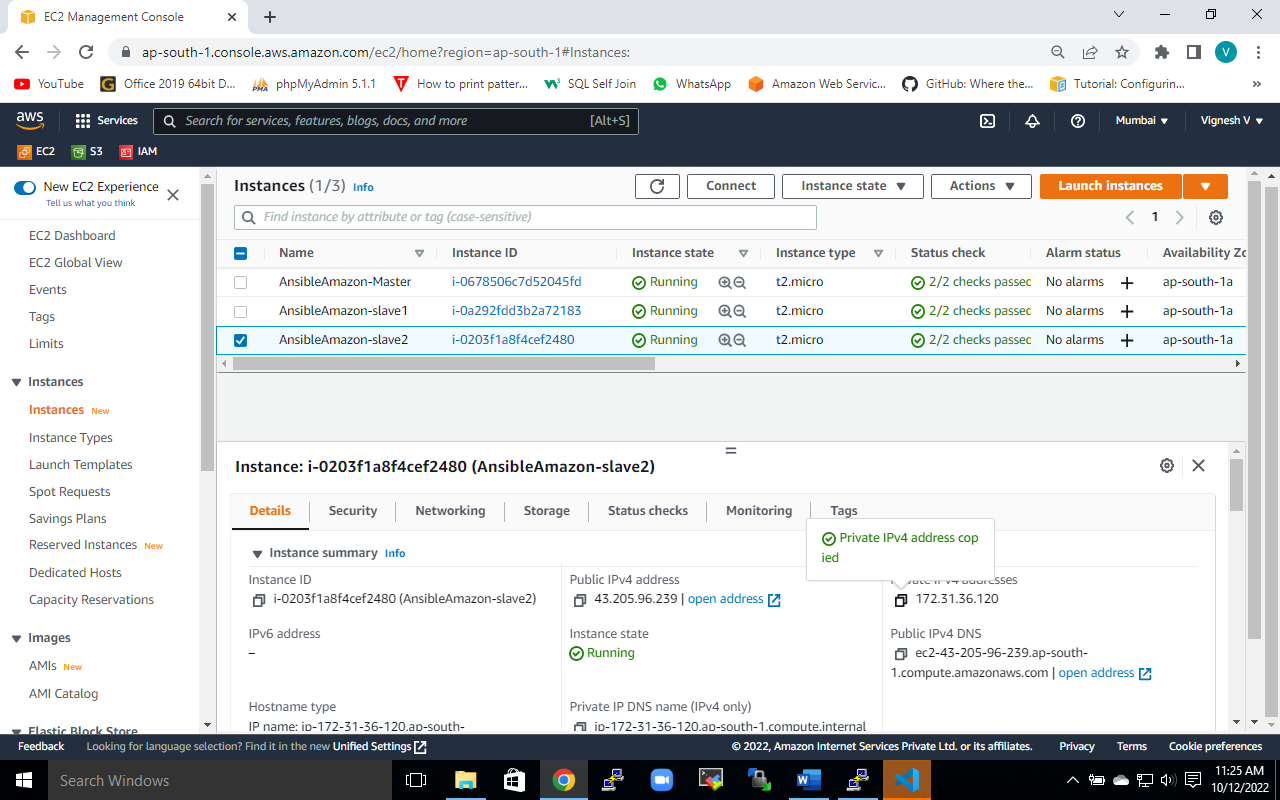 EC2 Management Console
ap-south-1.console.aws.amazon.com/ec2/home?region=ap-south-1#Instances:
V
YouTube
Office 2019 64bit D...
phpMyAdmin 5.1.1
How to print patter...
SQL Self Join
WhatsApp
Amazon Web Servic...
GitHub: Where the...
Tutorial: Configurin...
»
aws
Services
Search for services, features, blogs, docs, and more
[Alt+S]
Mumbai
Vignesh V
EC2
S3
IAM
New EC2 Experience
Tell us what you think
EC2 Dashboard
EC2 Global View
Events
Tags
Limits
Instances
Instances New
Instance Types
Launch Templates
Spot Requests
Savings Plans
Reserved Instances New
Dedicated Hosts
Capacity Reservations
Images
AMIs New
AMI Catalog
Elastic Block Store
Instances (1/3) Info
Connect
Instance state
Actions
Launch instances
Find instance by attribute or tag (case-sensitive)
1
Name Instance ID Instance state Instance type Status check Alarm status Availability Zo
AnsibleAmazon-Master i-0678506c7d52045fd Running t2.micro 2/2 checks passed No alarms + ap-south-1a
AnsibleAmazon-slave1 i-0a292fdd3b2a72183 Running t2.micro 2/2 checks passed No alarms + ap-south-1a
AnsibleAmazon-slave2 i-0203f1a8f4cef2480 Running t2.micro 2/2 checks passed No alarms + ap-south-1a
Instance: i-0203f1a8f4cef2480 (AnsibleAmazon-slave2)
Details Security Networking Storage Status checks Monitoring Tags
Private IPv4 address cop
ied
Instance summary Info
Instance ID
i-0203f1a8f4cef2480 (AnsibleAmazon-slave2)
Public IPv4 address
43.205.96.239 | open address
Private IPv4 addresses
172.31.36.120
IPv6 address
–
Instance state
Running
Public IPv4 DNS
ec2-43-205-96-239.ap-south-
1.compute.amazonaws.com | open address
Hostname type
IP name: ip-172-31-36-120.ap-south-
Private IP DNS name (IPv4 only)
ip-172-31-36-120.ap-south-1.compute.internal
Feedback
Looking for language selection? Find it in the new Unified Settings
© 2022, Amazon Internet Services Private Ltd. or its affiliates.
Privacy
Terms
Cookie preferences
Search Windows
11:25 AM
10/12/2022